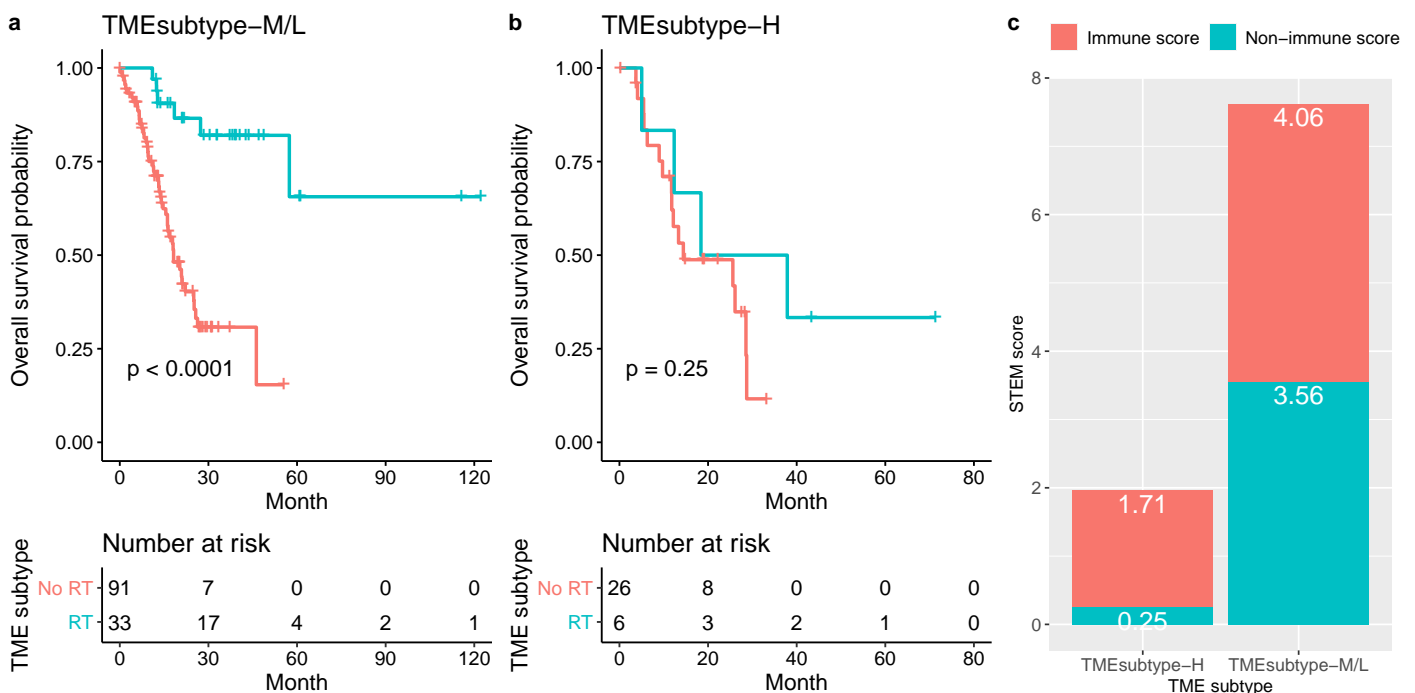 a
TMEsubtype−M/L
Overall survival probability
1.00
0.75
0.50
0.25
0.00
p < 0.0001
0 30 60 90 120
Month
Number at risk
TME subtype
No RT 91 7 0 0 0
RT 33 17 4 2 1
0 30 60 90 120
Month
b
TMEsubtype−H
Overall survival probability
1.00
0.75
0.50
0.25
0.00
p = 0.25
0 20 40 60 80
Month
Number at risk
TME subtype
No RT 26 8 0 0 0
RT 6 3 2 1 0
0 20 40 60 80
Month
c
Immune score Non−immune score
STEM score
8
6
4
2
0
4.06
3.56
1.71
0.25
TMEsubtype−H TMEsubtype−M/L
TME subtype